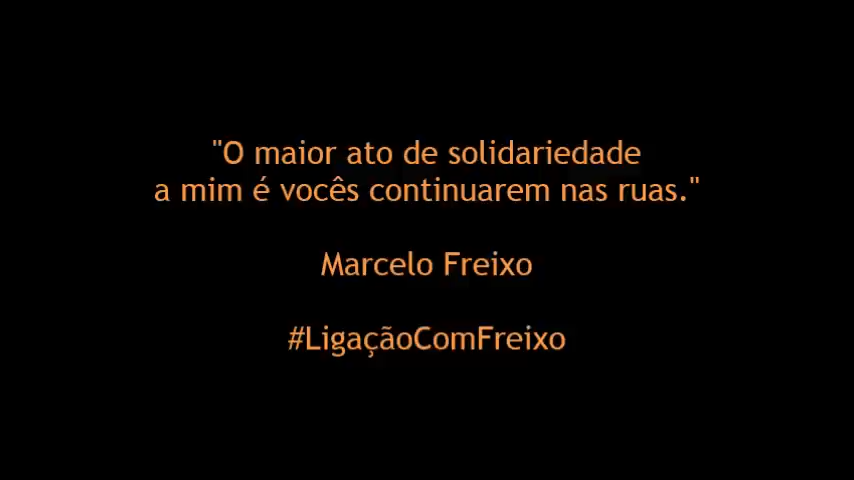 "O maior ato de solidariedade
a mim é vocês continuarem nas ruas."
Marcelo Freixo
#LigaçãoComFreixo